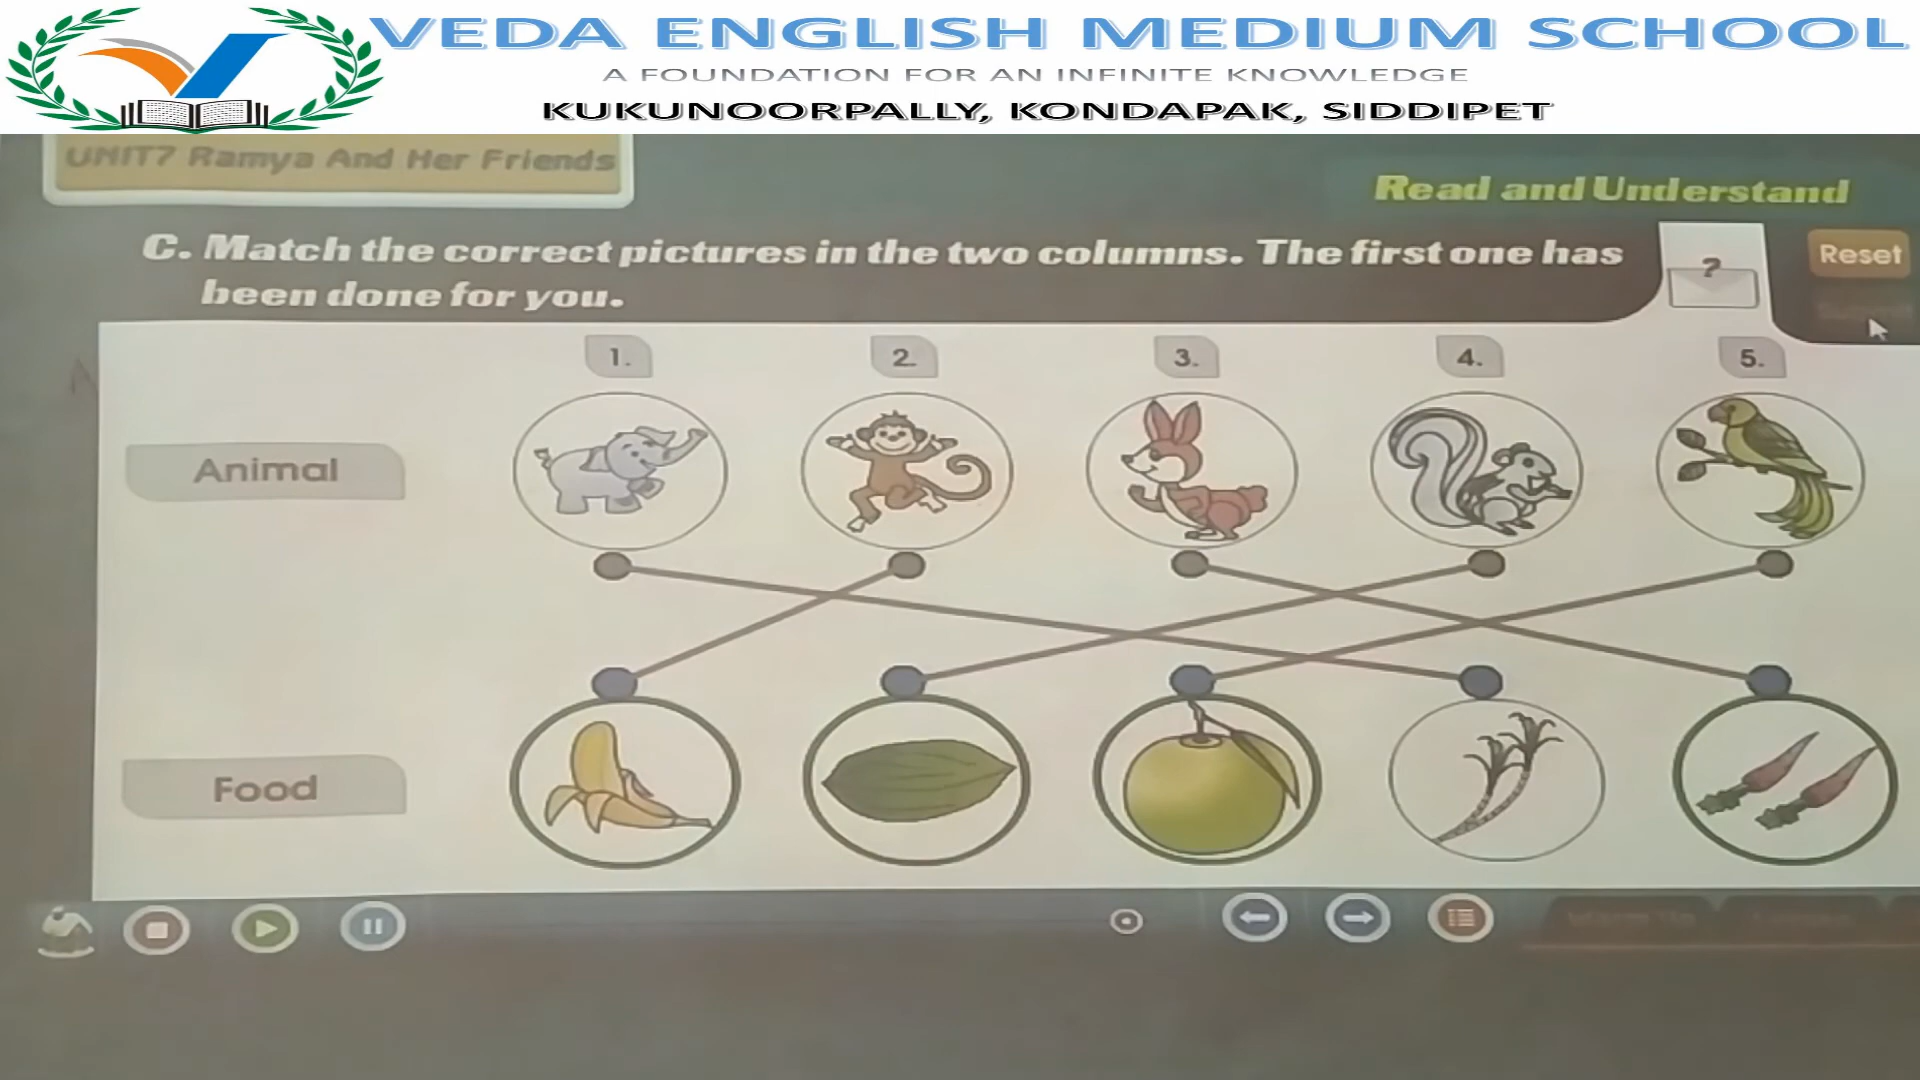 VEDA ENGLISH MEDIUM SCHOOL
A FOUNDATION FOR AN INFINITE KNOWLEDGE
KUKUNOORPALLY, KONDAPAK, SIDDIPET
UNIT7 Ramya And Her Friends
Read and Understand
C. Match the correct pictures in the two columns. The first one has
been done for you.
?
Reset
1.
2.
3.
4.
5.
Animal
Food